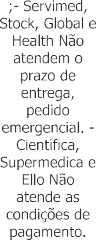 ;- Servimed,
Stock, Global e
Health Não
atendem o
prazo de
entrega,
pedido
emergencial. -
Cientifica,
Supermedica e
Ello Não
atende as
condições de
pagamento.